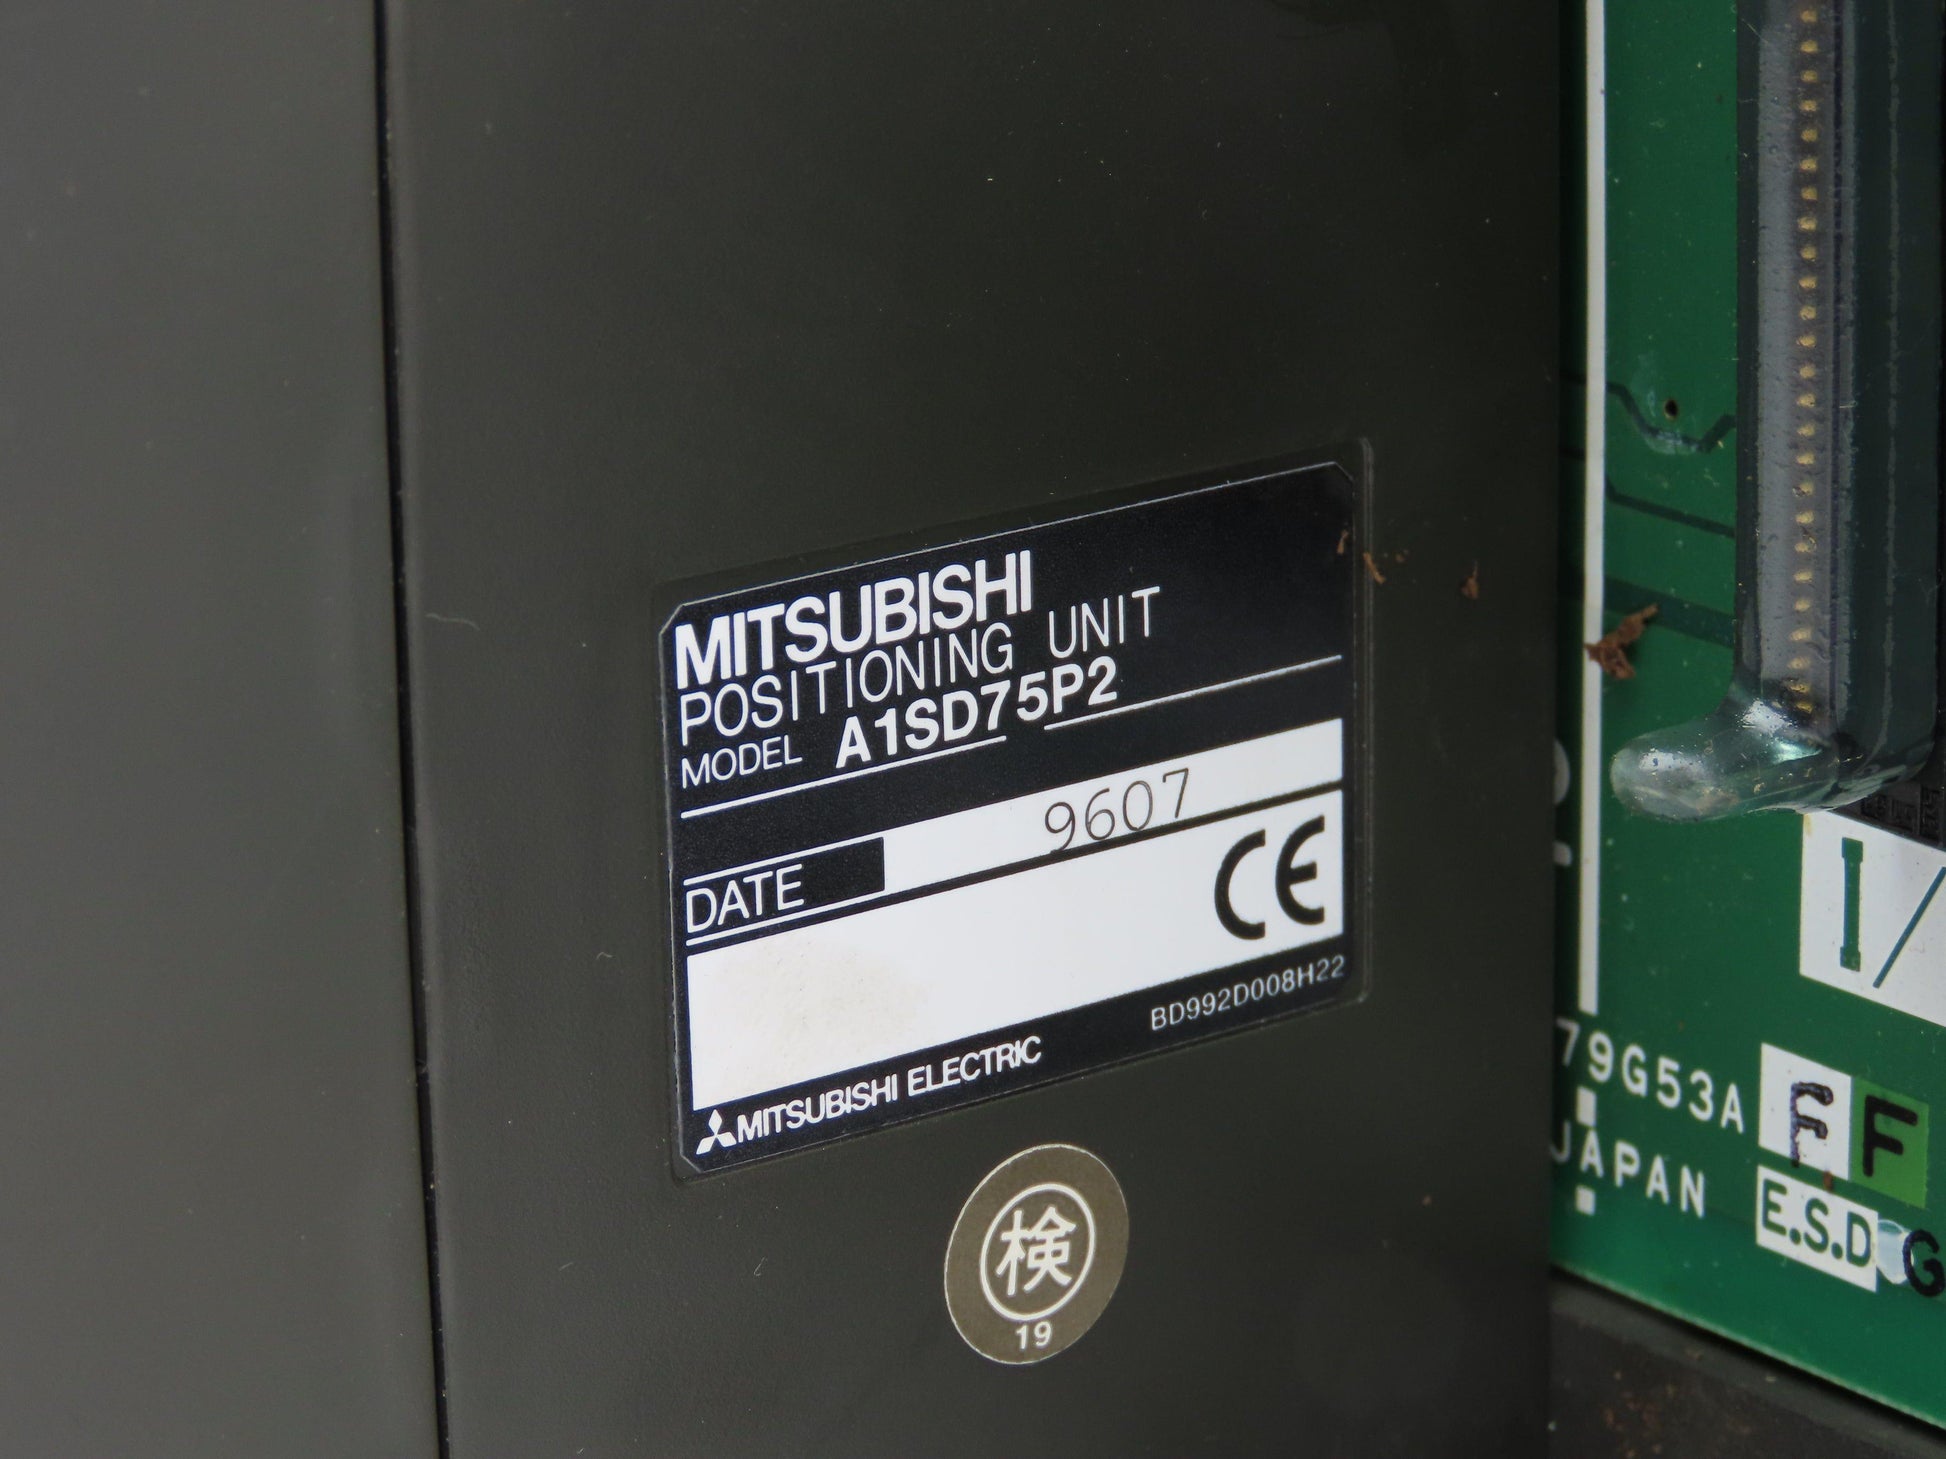 MITSUBISHI
POSITIONING UNIT
MODEL A1SD75P2
DATE 9607
CE
BD992D008H22
MITSUBISHI ELECTRIC
検
19
I/
79G53A F F
JAPAN
E.S.D G